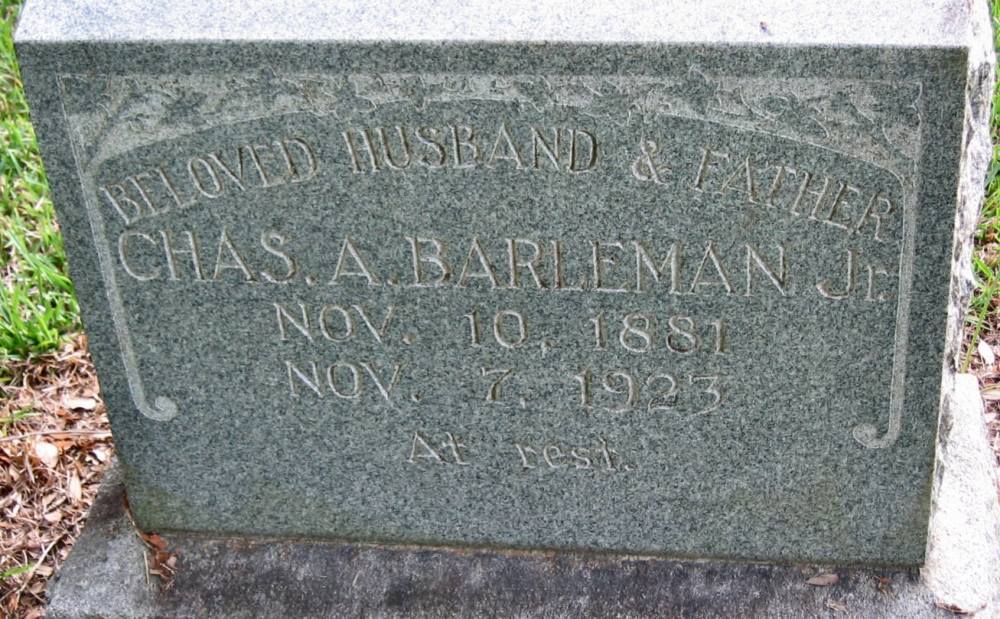 BELOVED HUSBAND & FATHER
CHAS. A. BARLEMAN Jr.
NOV. 10, 1881
NOV. 7, 1923
At rest.